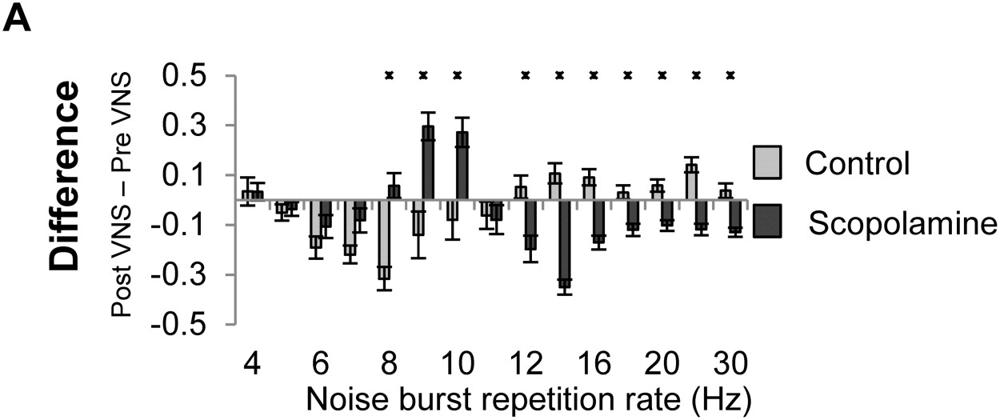 A
Difference
Post VNS – Pre VNS
0.5
0.3
0.1
-0.1
-0.3
-0.5
Control
Scopolamine
4 6 8 10 12 16 20 30
Noise burst repetition rate (Hz)